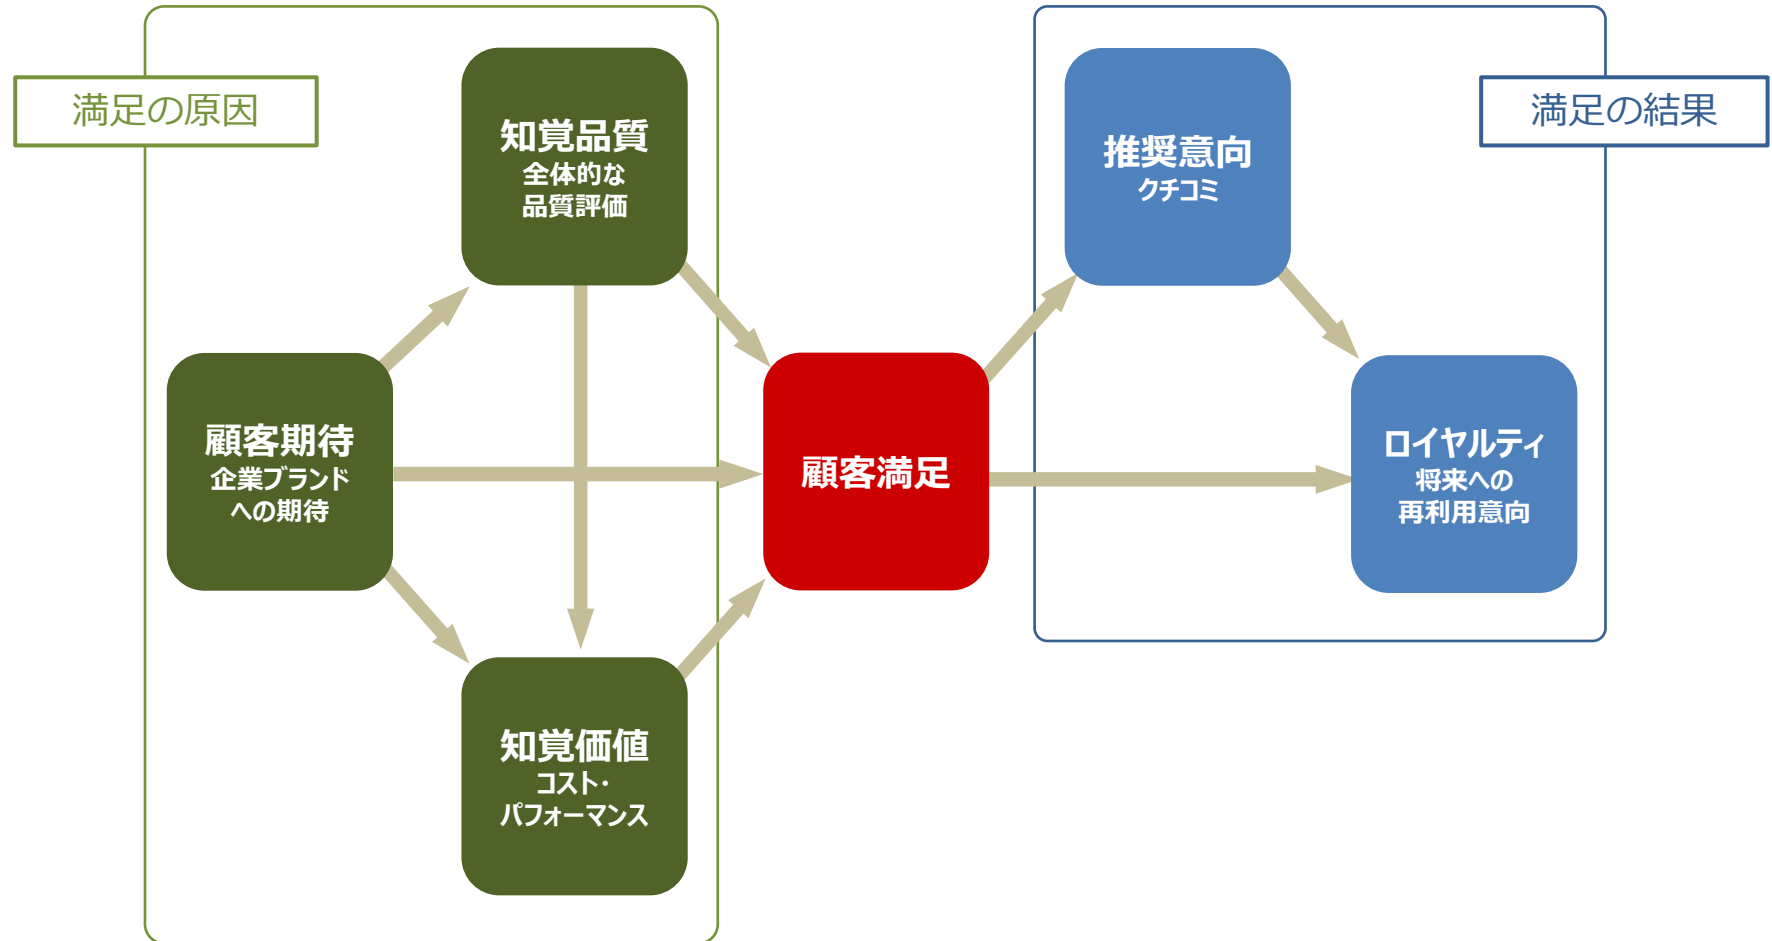 満足の原因
知覚品質
全体的な
品質評価
顧客期待
企業ブランド
への期待
知覚価値
コスト・
パフォーマンス
顧客満足
満足の結果
推奨意向
クチコミ
ロイヤルティ
将来への
再利用意向